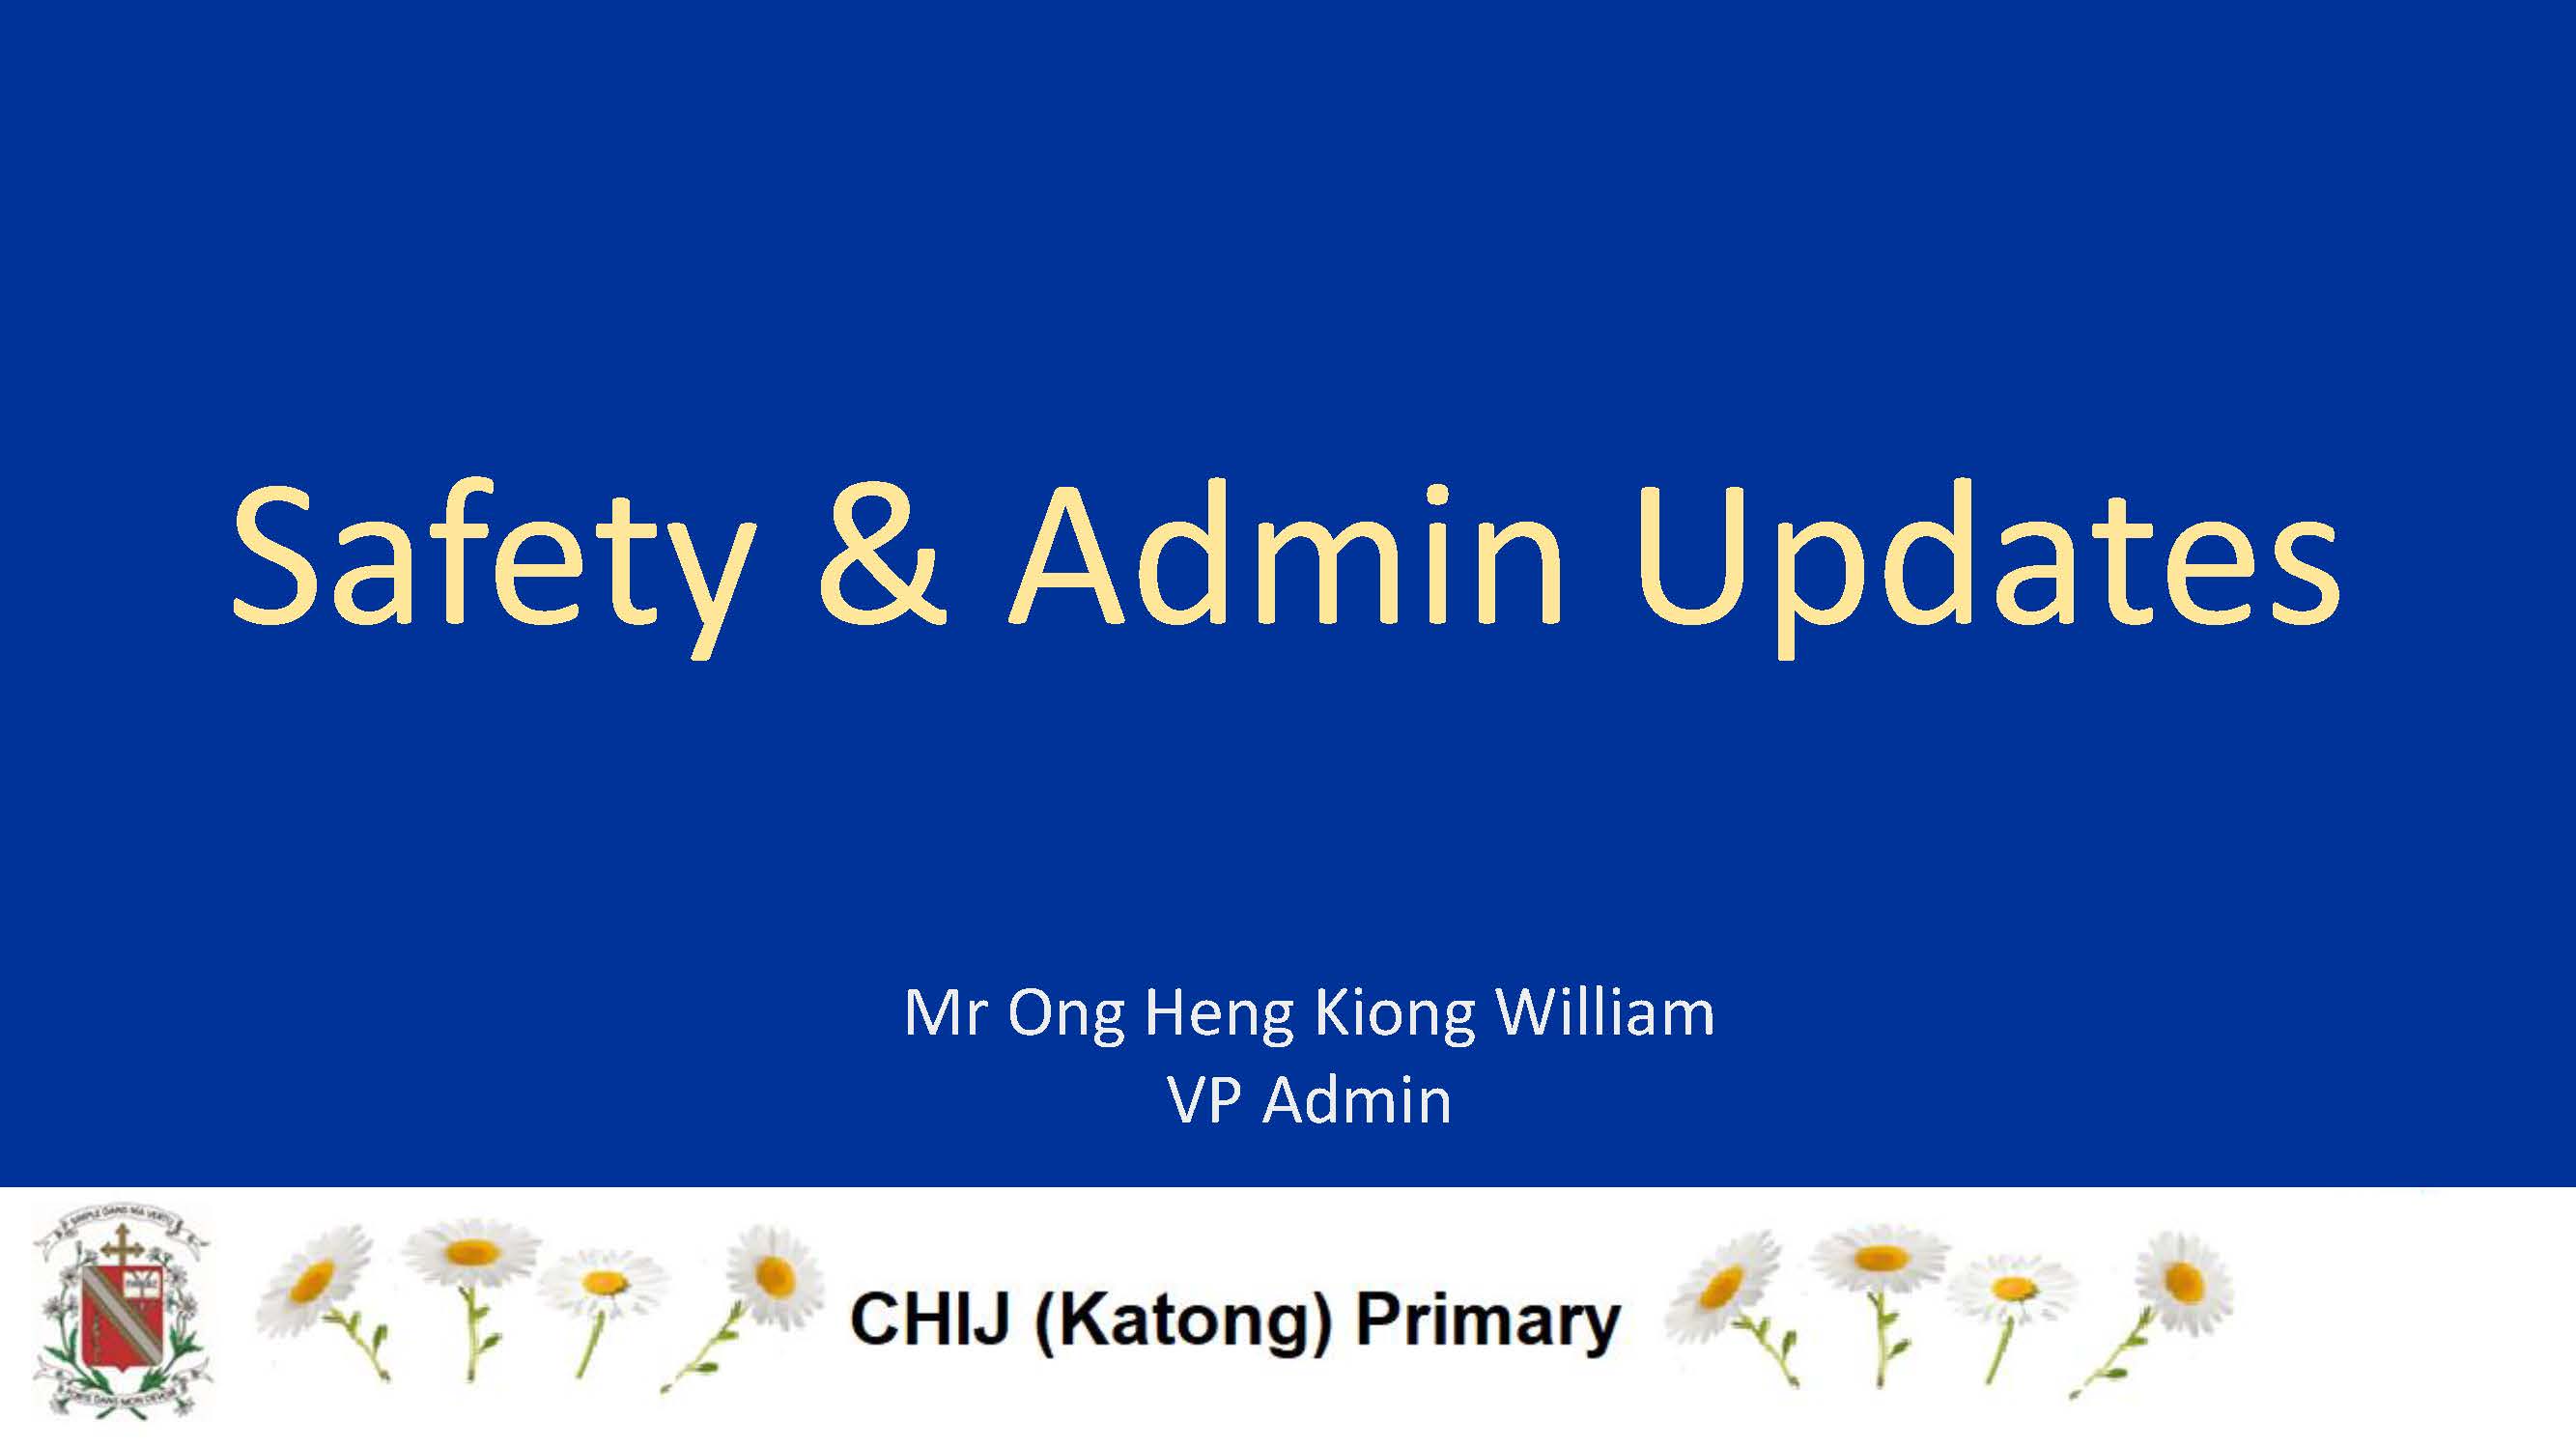 Safety & Admin Updates
Mr Ong Heng Kiong William
VP Admin
SIMPLE DANS MA VERTU
CHIJ (Katong) Primary
FORTE DANS MON DEVOIR